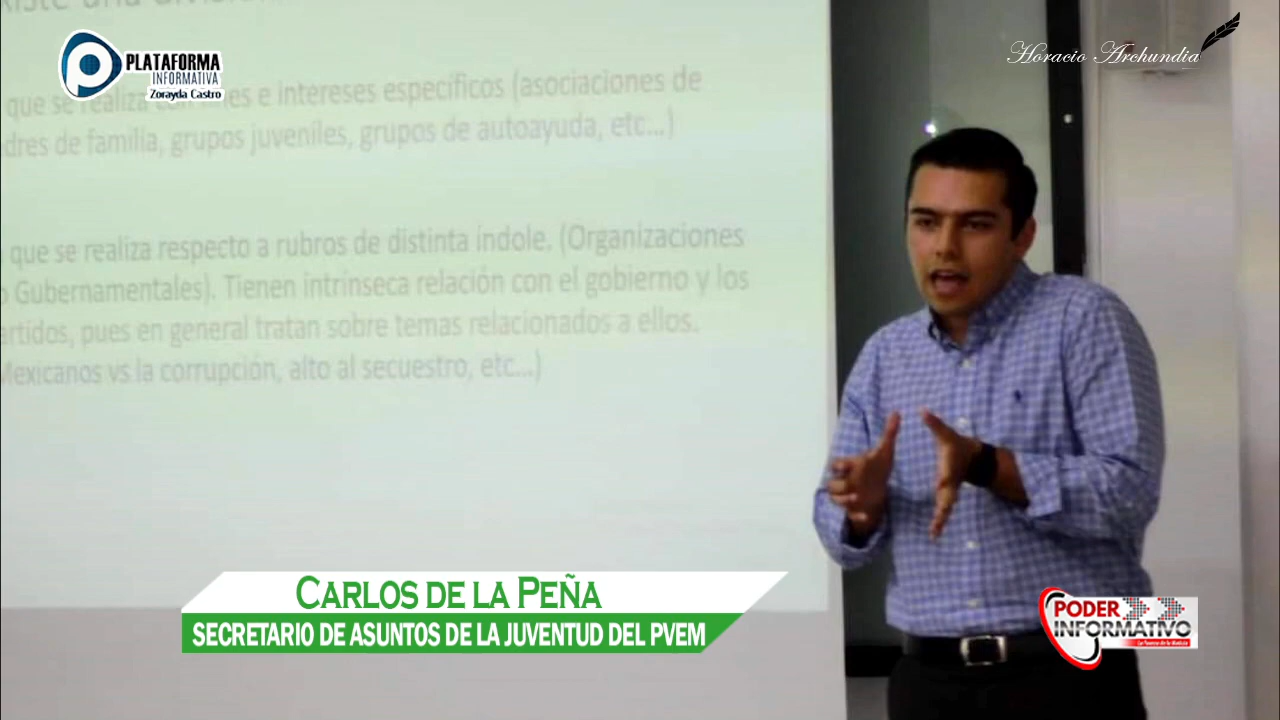 PLATAFORMA
INFORMATIVA
Zorayda Castro
Horacio Archundia
que se realiza con fines e intereses específicos (asociaciones de
dres de familia, grupos juveniles, grupos de autoayuda, etc...)
que se realiza respecto a rubros de distinta índole. (Organizaciones
o Gubernamentales). Tienen intrínseca relación con el gobierno y los
artidos, pues en general tratan sobre temas relacionados a ellos.
Mexicanos vs la corrupción, alto al secuestro, etc...)
CARLOS DE LA PEÑA
SECRETARIO DE ASUNTOS DE LA JUVENTUD DEL PVEM
PODER
INFORMATIVO